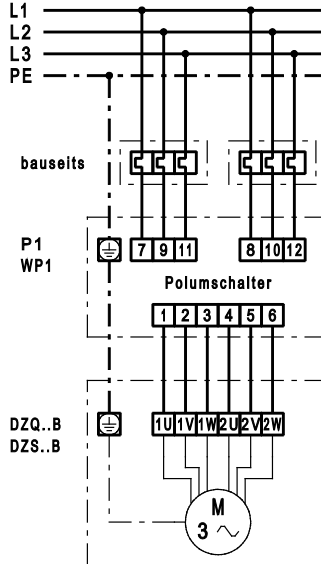 L1
L2
L3
PE
bauseits
P1
WP1
7 9 11 8 10 12
Polumschalter
1 2 3 4 5 6
DZQ..B
DZS..B
1U 1V 1W 2U 2V 2W
M
3